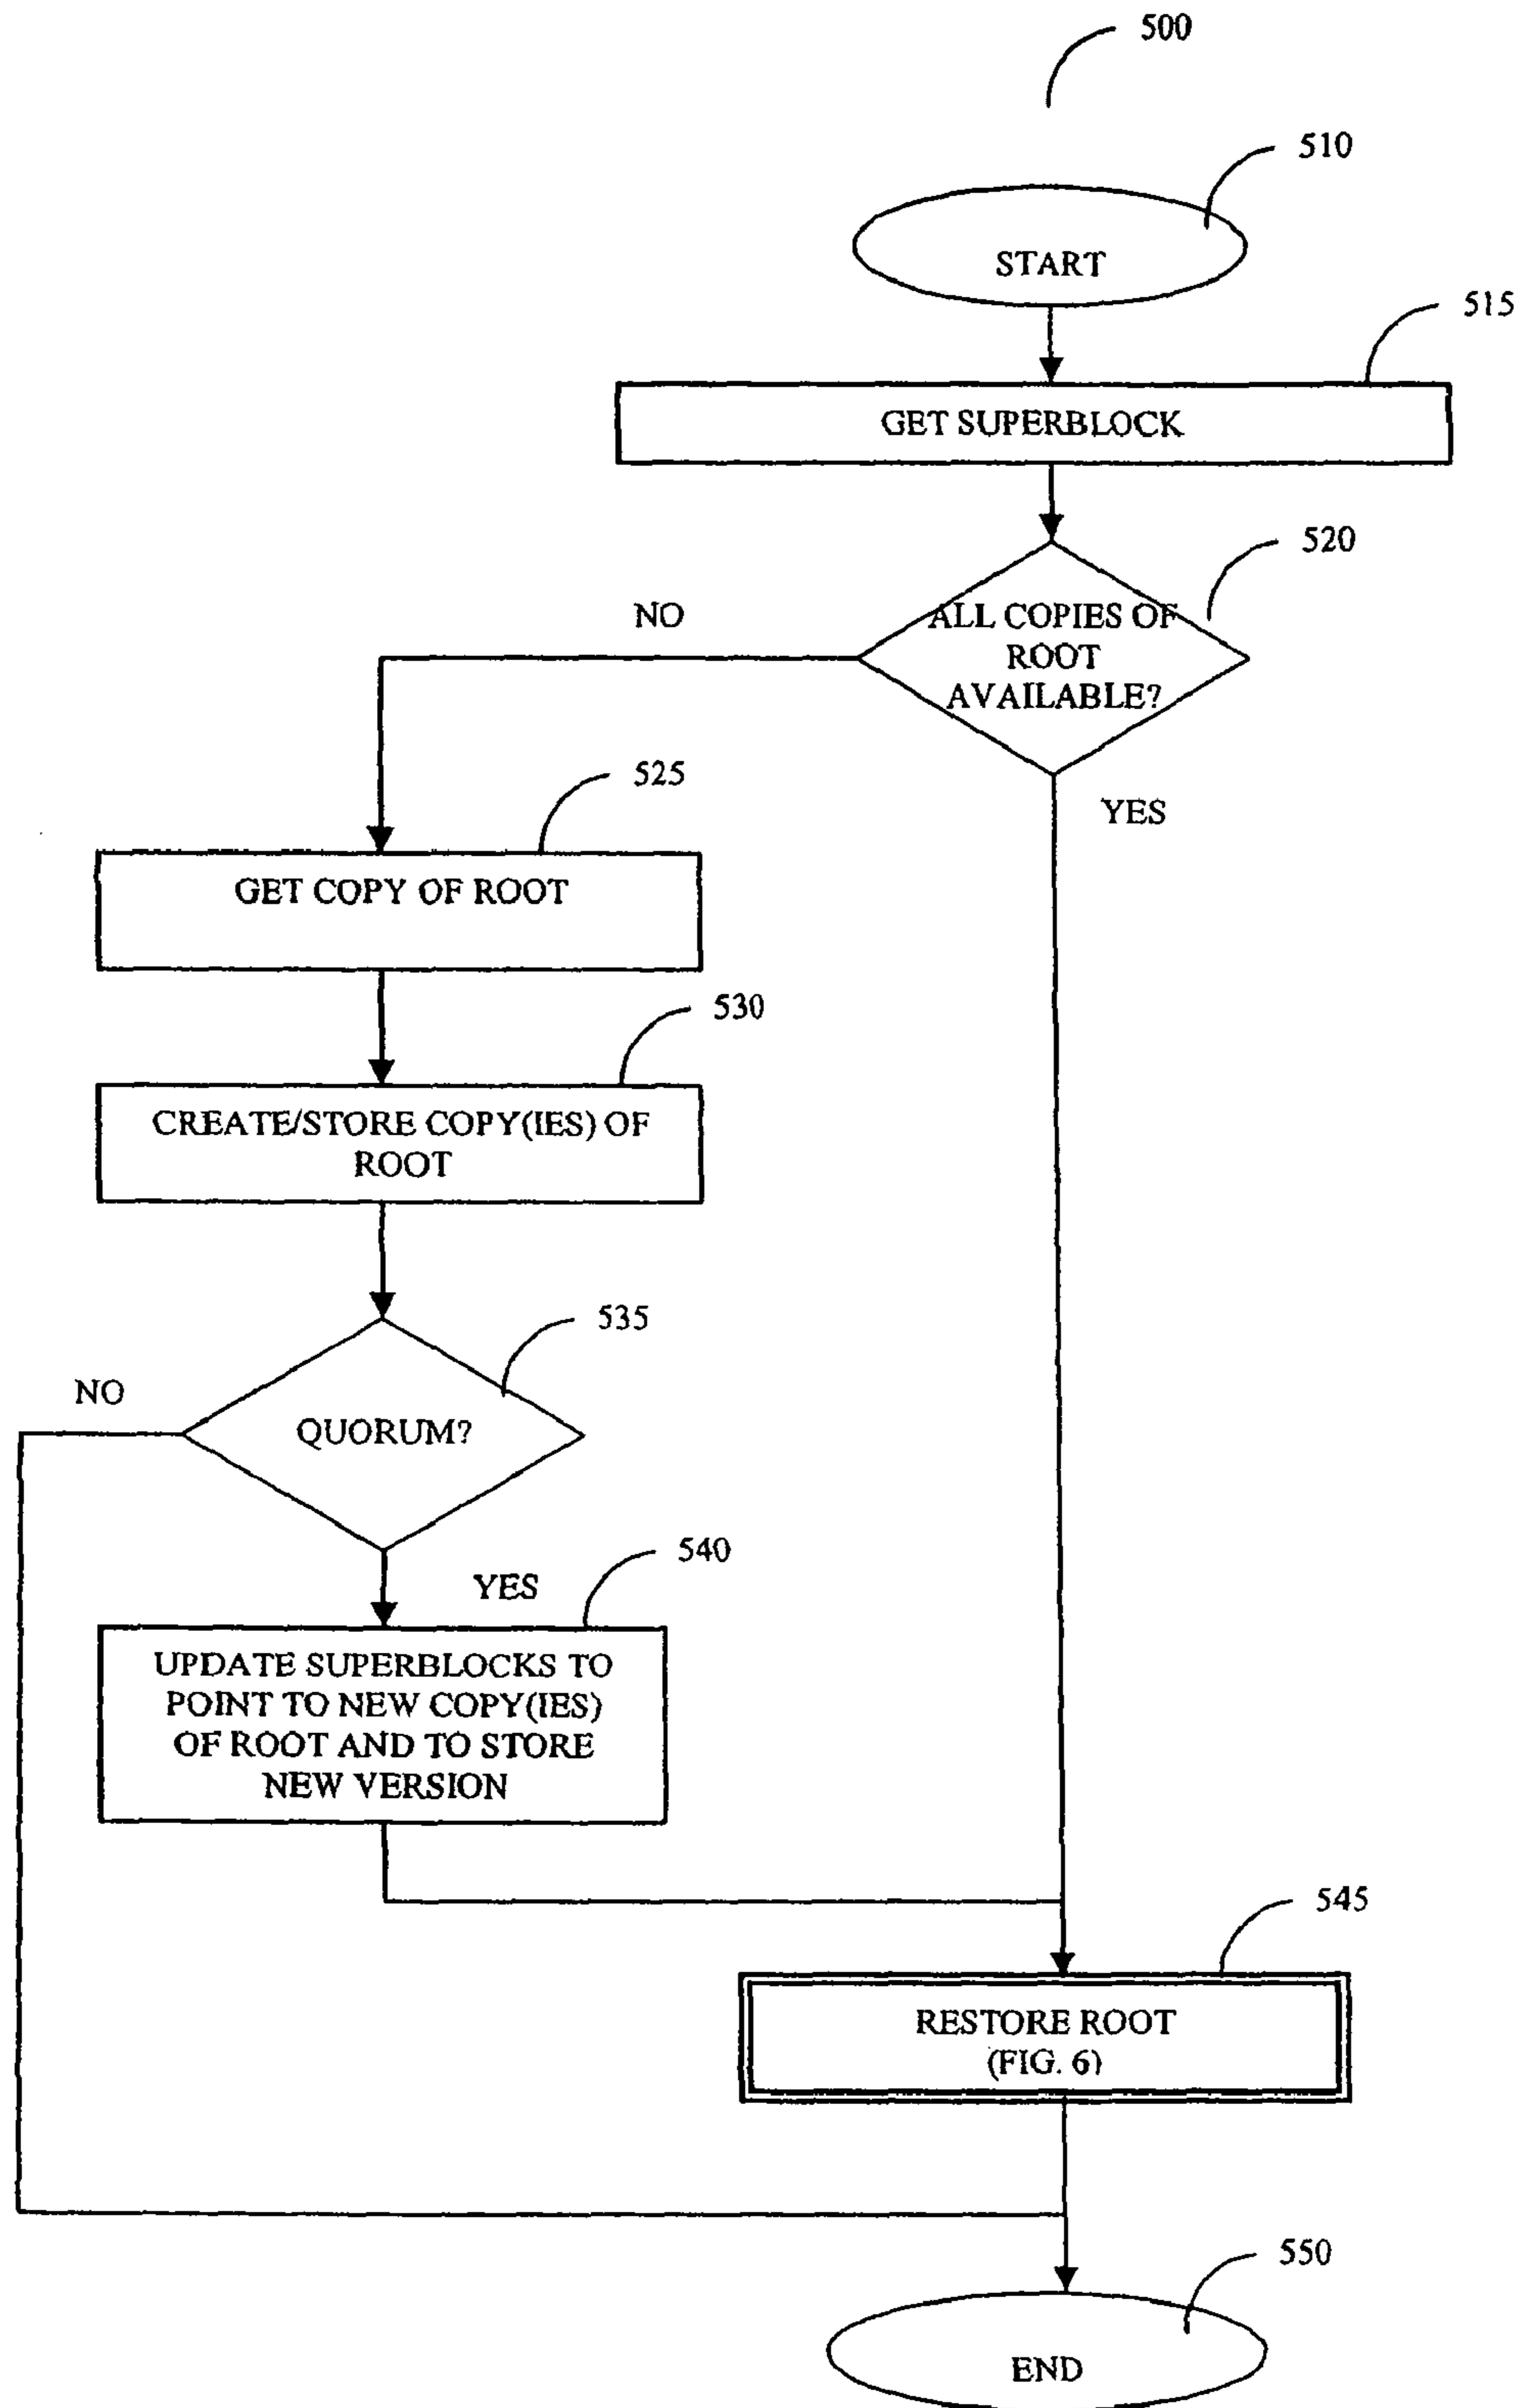 500
510
START
515
GET SUPERBLOCK
520
NO
ALL COPIES OF
ROOT
AVAILABLE?
YES
525
GET COPY OF ROOT
530
CREATE/STORE COPY(IES) OF
ROOT
535
NO
QUORUM?
540
YES
UPDATE SUPERBLOCKS TO
POINT TO NEW COPY(IES)
OF ROOT AND TO STORE
NEW VERSION
545
RESTORE ROOT
(FIG. 6)
550
END